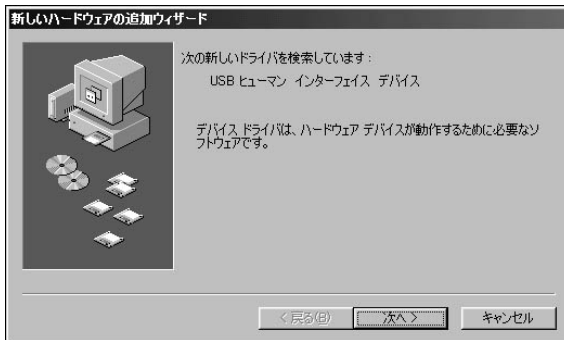 新しいハードウェアの追加ウィザード
次の新しいドライバを検索しています:
USB ヒューマン インターフェイス デバイス
デバイス ドライバは、ハードウェア デバイスが動作するために必要なソ
フトウェアです。
< 戻る(B)
次へ >
キャンセル